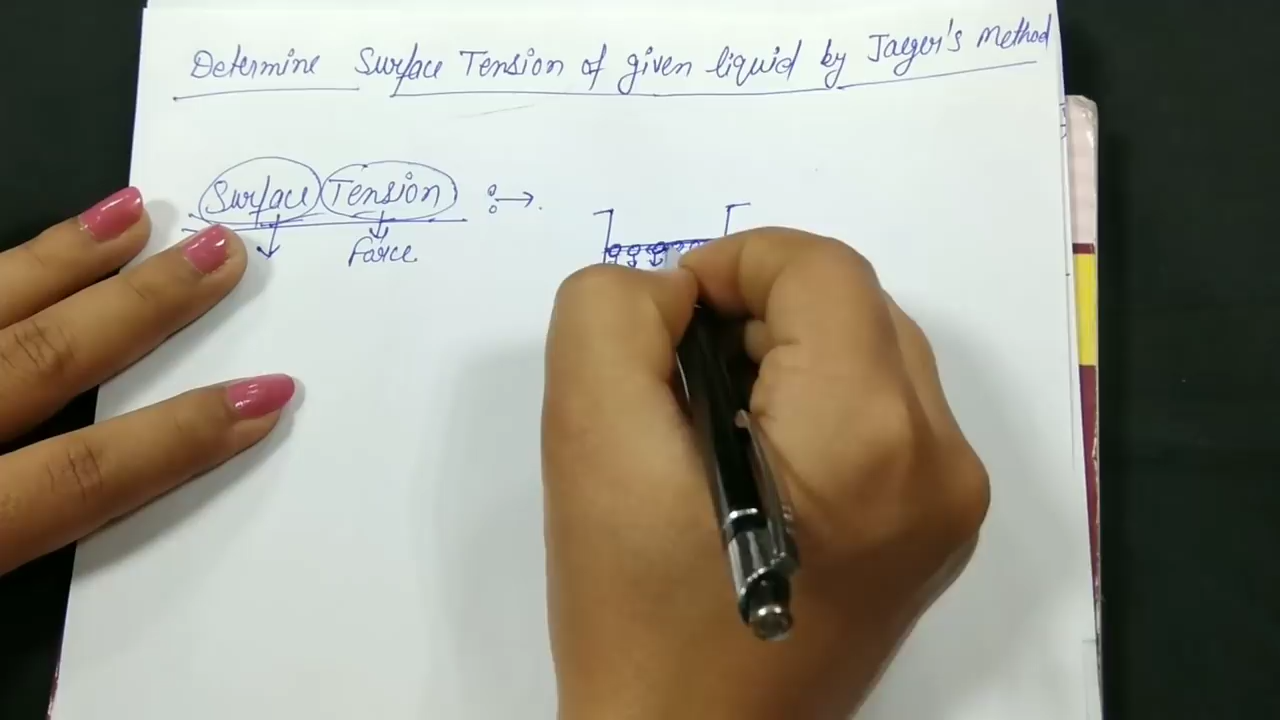 Determine Surface Tension of given liquid by Jaeger's Method
Surface Tension :→.
Force